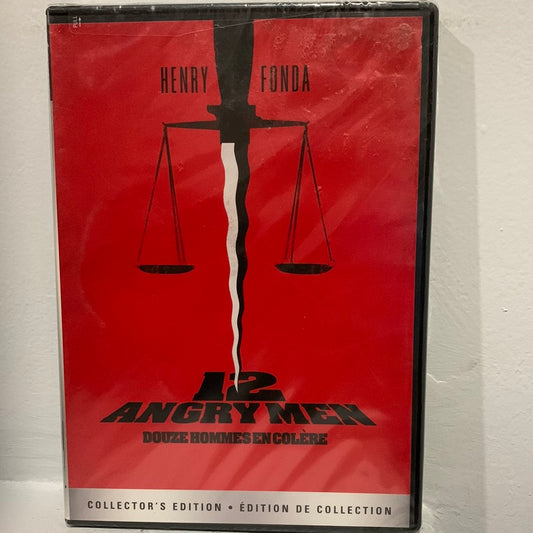 HENRY FONDA
12
ANGRY MEN
DOUZE HOMMES EN COLÈRE
COLLECTOR'S EDITION • ÉDITION DE COLLECTION